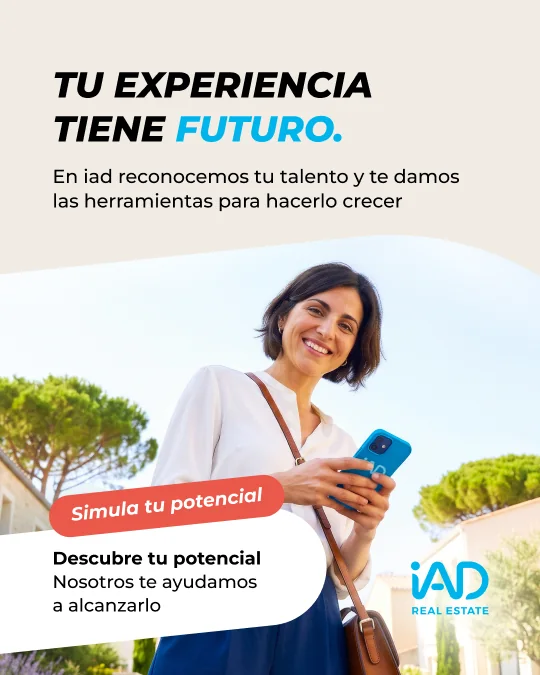 TU EXPERIENCIA
TIENE FUTURO.
En iad reconocemos tu talento y te damos
las herramientas para hacerlo crecer
iAD
Simula tu potencial
Descubre tu potencial
Nosotros te ayudamos
a alcanzarlo
iAD
REAL ESTATE